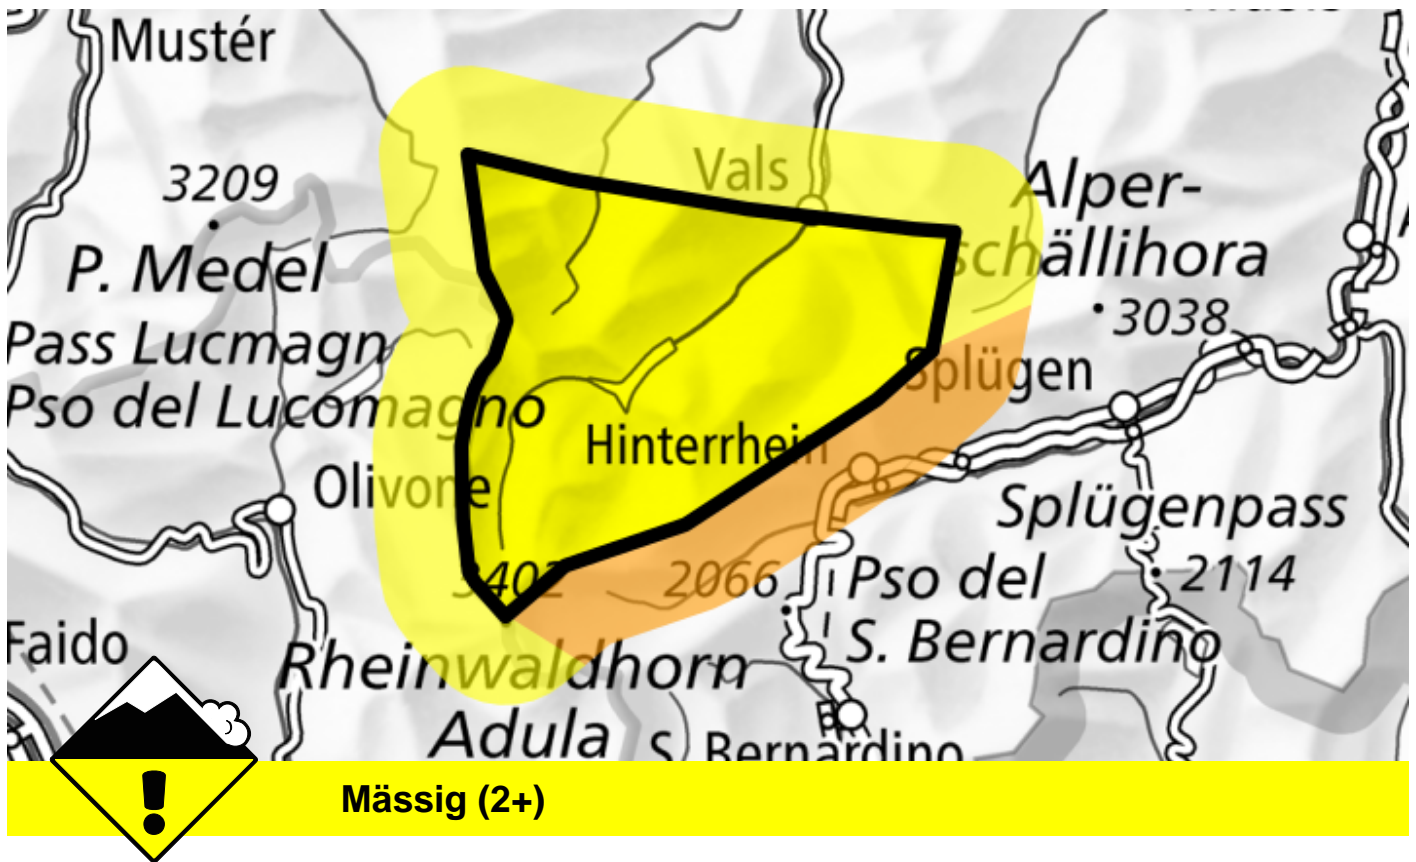 Mustér
Vals
3209
Alper-
schällihora
P. Medel
3038
Pass Lucmagn
Pso del Lucomagno
Splügen
Hinterrhein
Olivone
Splügenpass
3402
2066
Pso del
2114
S. Bernardino
Faido
Rheinwaldhorn
Adula
S. Bernardino
!
Mässig (2+)